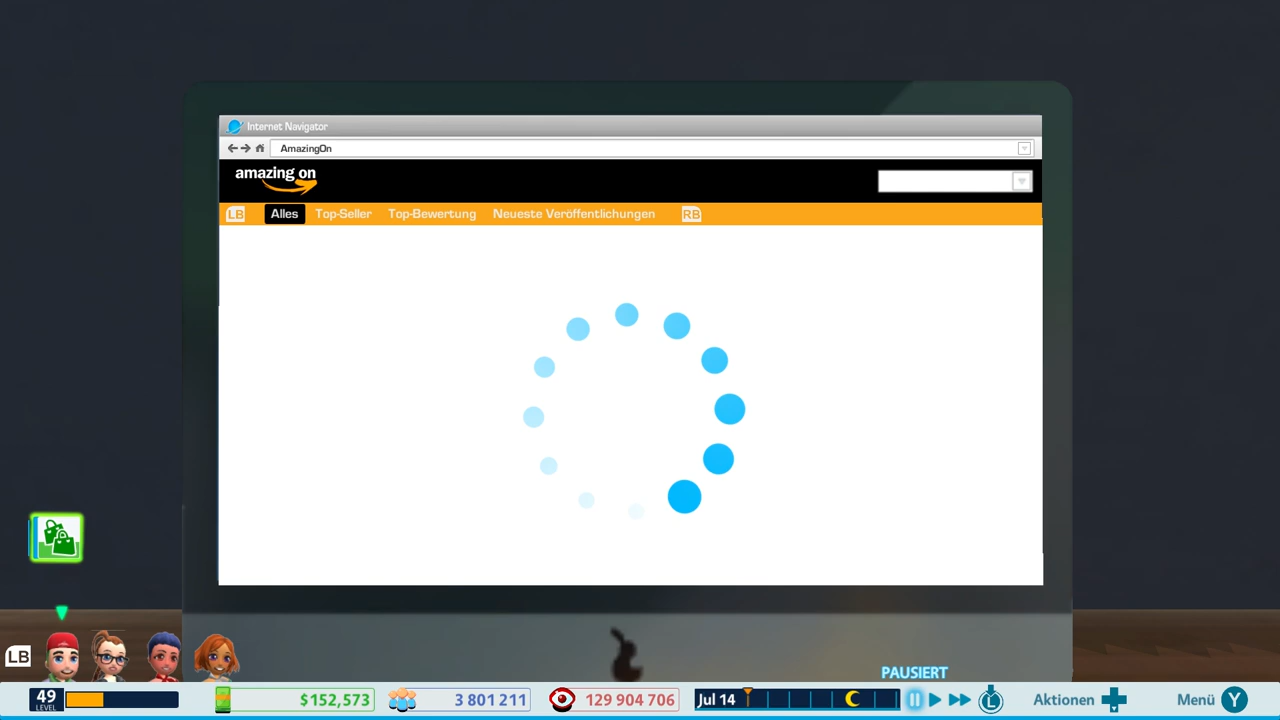 Internet Navigator
AmazingOn
amazing on
LB Alles Top-Seller Top-Bewertung Neueste Veröffentlichungen RB
LB
PAUSIERT
49
LEVEL
$152,573
3 801 211
129 904 706
Jul 14
L
Aktionen
Menü Y